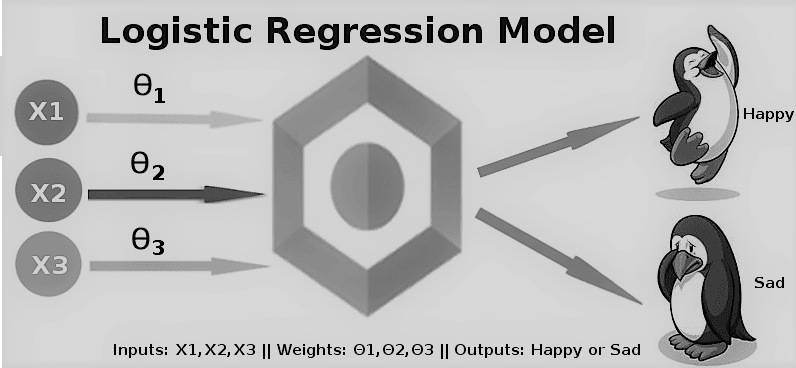 Logistic Regression Model
X1
θ1
X2
θ2
X3
θ3
Happy
Sad
Inputs: X1,X2,X3 || Weights: Θ1,Θ2,Θ3 || Outputs: Happy or Sad